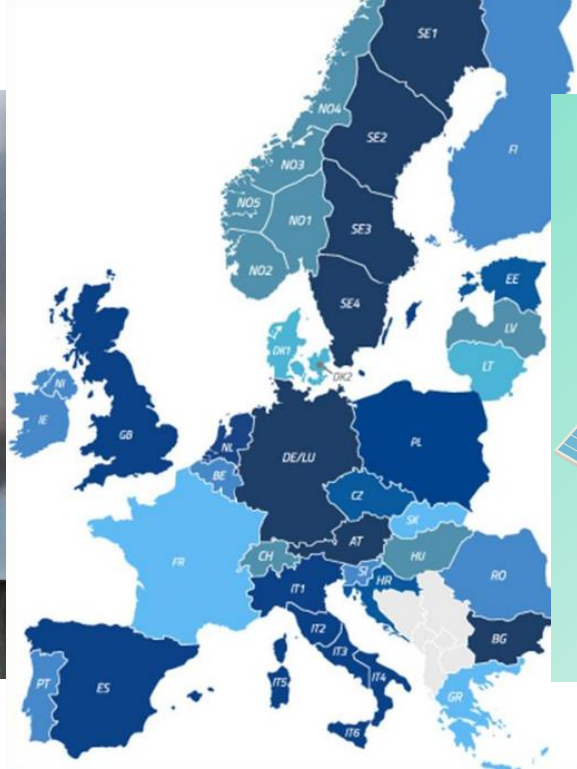 SE1
NO4
SE2
FI
NO3
NO5
NO1
SE3
NO2
EE
SE4
LV
DK1
LT
DK2
NI
IE
GB
NL
PL
DE/LU
BE
CZ
SK
AT
FR
CH
HU
SI
RO
HR
IT1
IT2
BG
IT3
PT
ES
IT5
IT4
GR
IT6